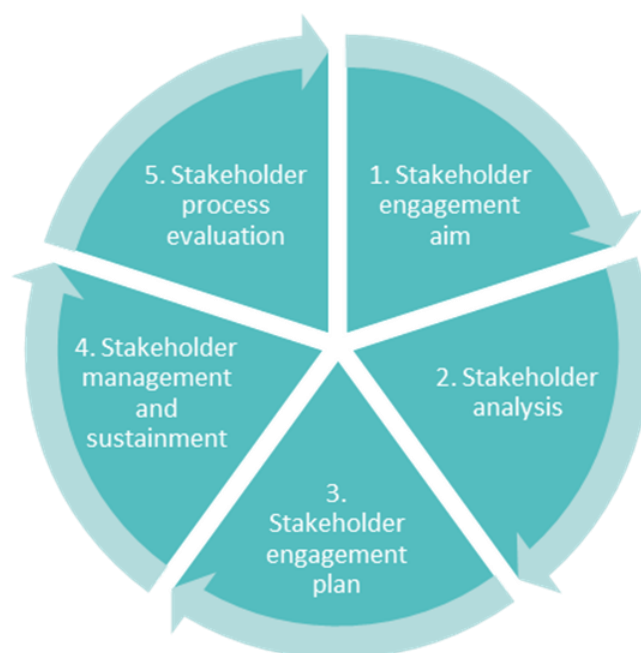 1. Stakeholder
engagement
aim
2. Stakeholder
analysis
3.
Stakeholder
engagement
plan
4. Stakeholder
management
and
sustainment
5. Stakeholder
process
evaluation